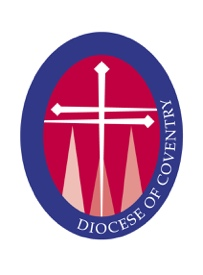 DIOCESE OF COVENTRY